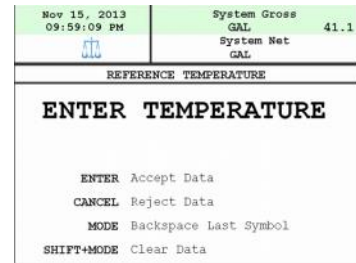 Nov 15, 2013
09:59:09 PM
System Gross
GAL 41.1
System Net
GAL
REFERENCE TEMPERATURE
ENTER TEMPERATURE
ENTER Accept Data
CANCEL Reject Data
MODE Backspace Last Symbol
SHIFT+MODE Clear Data